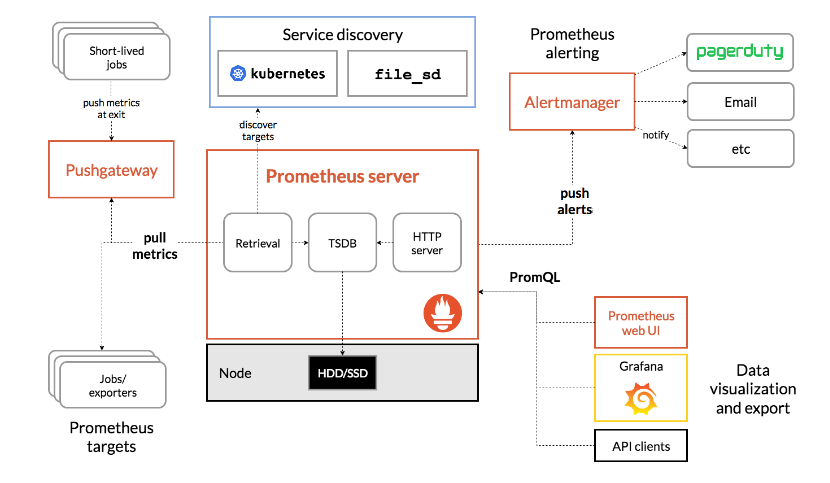 Short-lived
jobs
push metrics
at exit
Pushgateway
pull
metrics
Jobs/
exporters
Prometheus
targets
Service discovery
kubernetes
file_sd
discover
targets
Prometheus server
Retrieval
TSDB
HTTP
server
Node
HDD/SSD
Prometheus
alerting
Alertmanager
pagerduty
Email
etc
notify
push
alerts
PromQL
Prometheus
web UI
Grafana
API clients
Data
visualization
and export